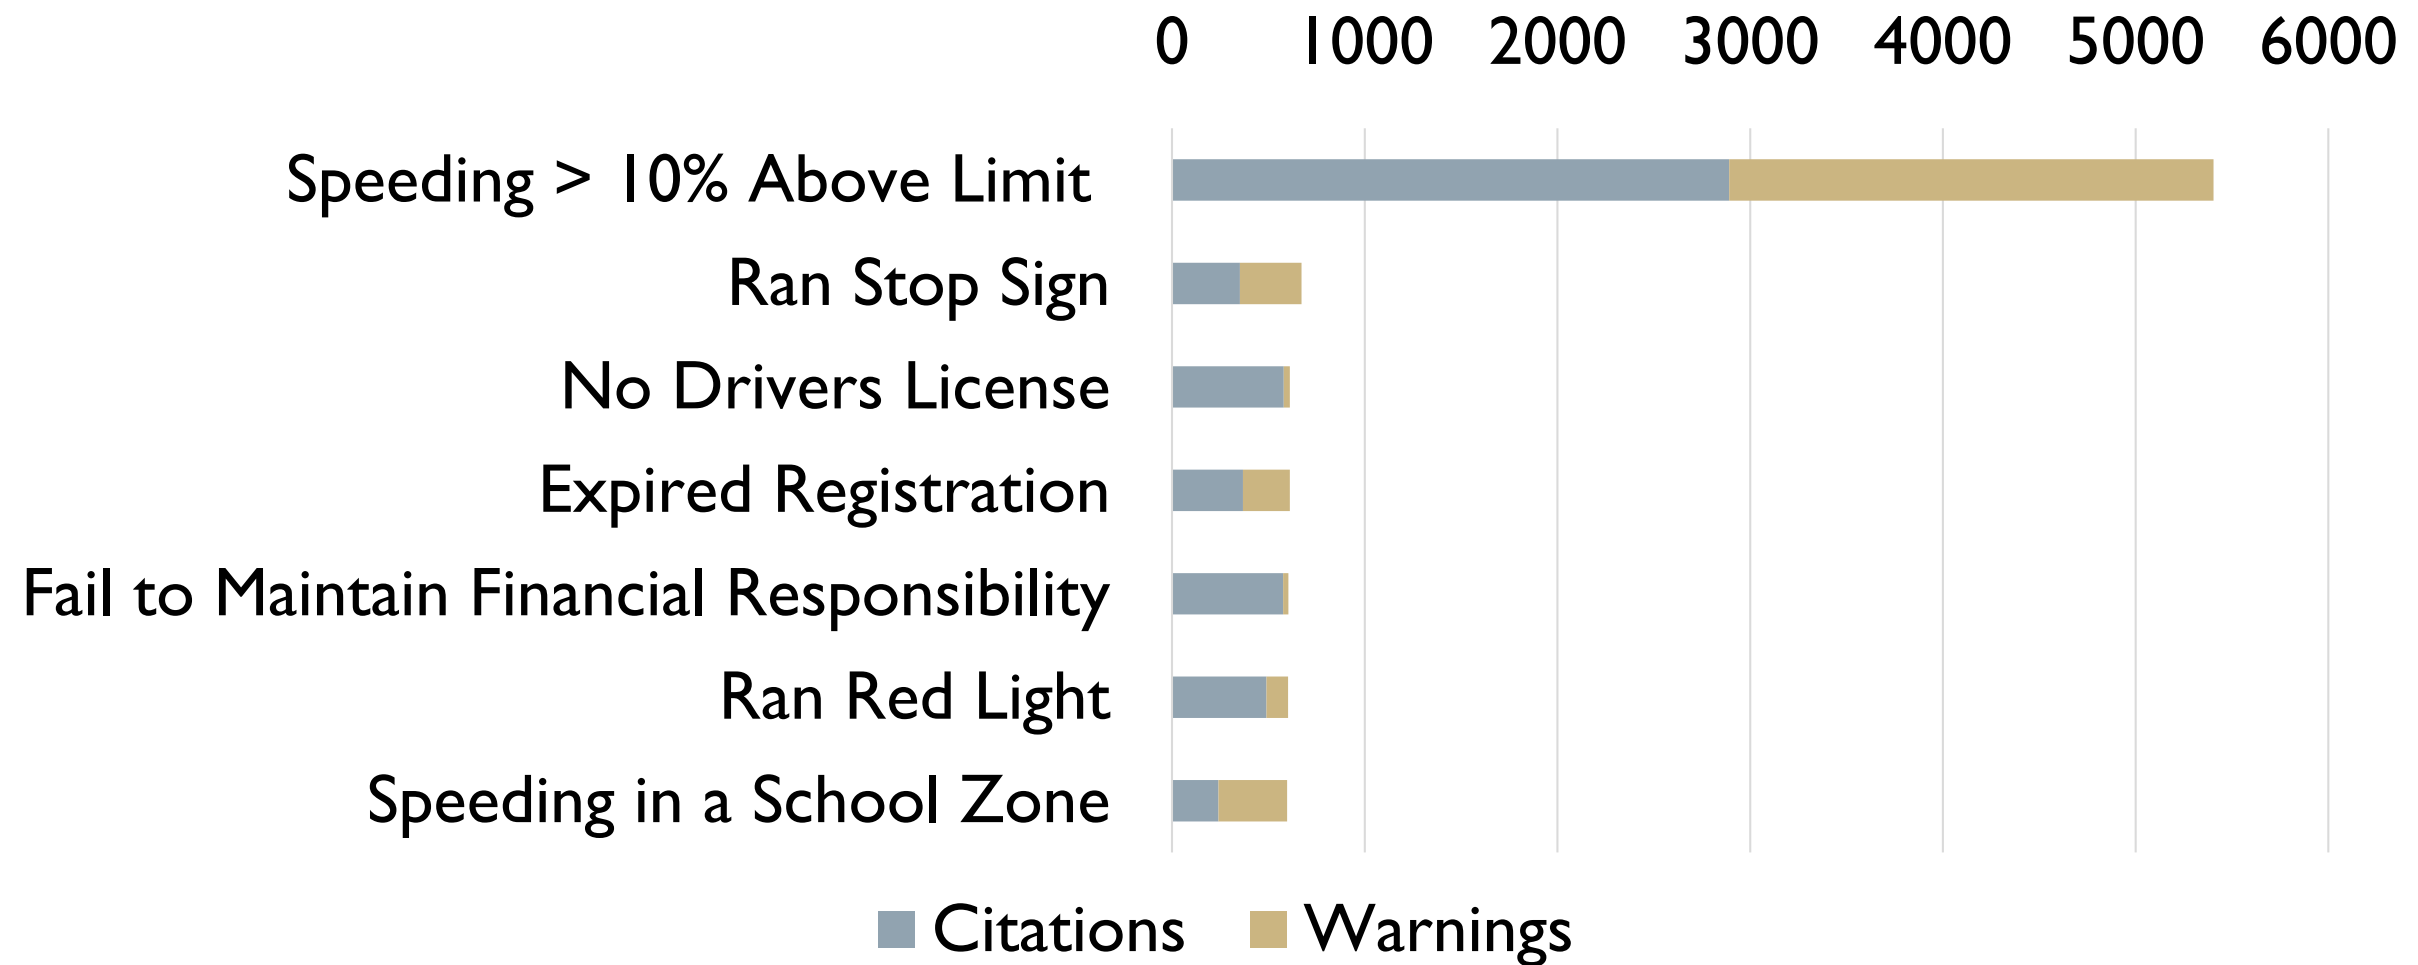 0 1000 2000 3000 4000 5000 6000
Speeding > 10% Above Limit
Ran Stop Sign
No Drivers License
Expired Registration
Fail to Maintain Financial Responsibility
Ran Red Light
Speeding in a School Zone
Citations Warnings